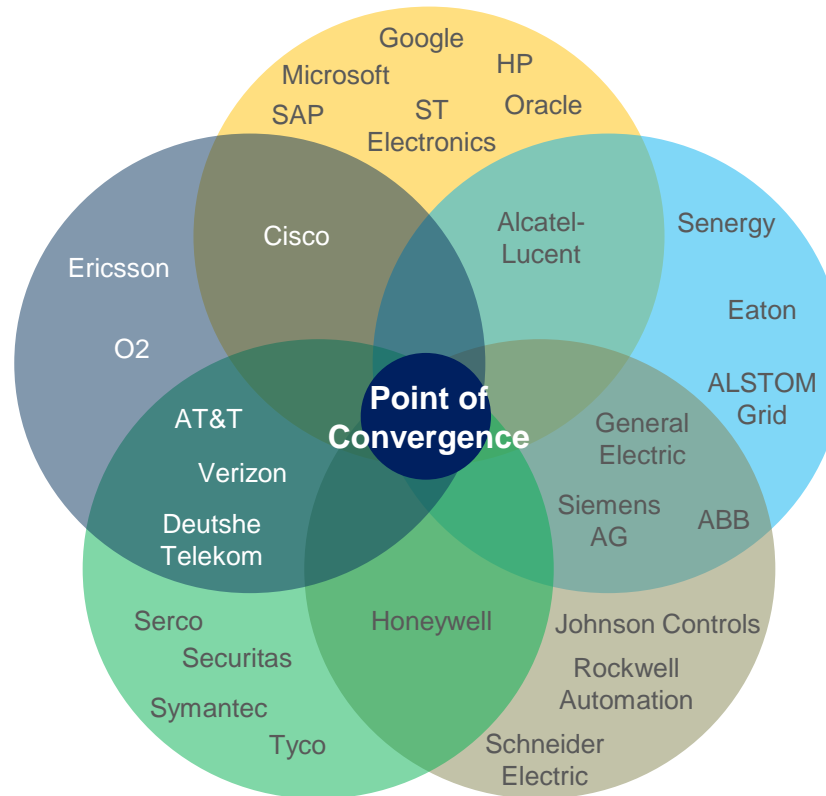 Google
Microsoft
HP
SAP
ST
Electronics
Oracle
Cisco
Alcatel-
Lucent
Senergy
Ericsson
Eaton
O2
ALSTOM
Grid
Point of
Convergence
AT&T
Verizon
Deutshe
Telekom
General
Electric
Siemens
AG
ABB
Serco
Securitas
Symantec
Tyco
Honeywell
Johnson Controls
Rockwell
Automation
Schneider
Electric